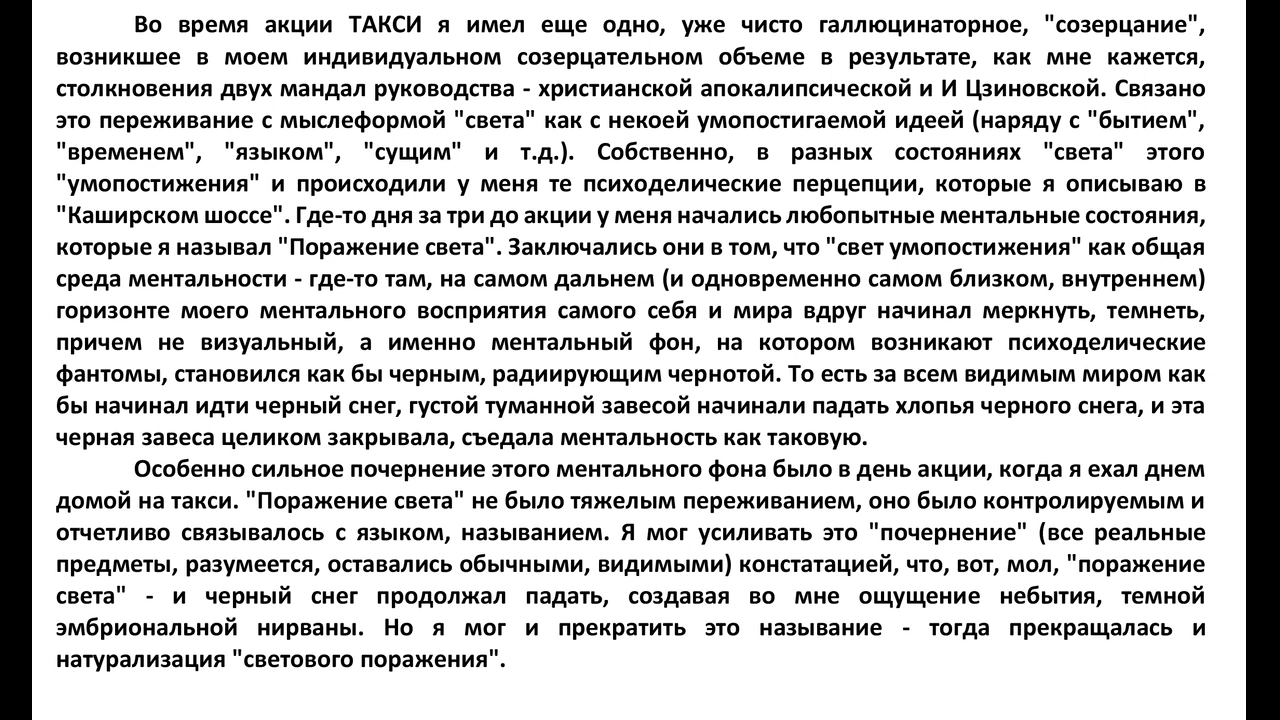 Во время акции ТАКСИ я имел еще одно, уже чисто галлюцинаторное, "созерцание",
возникшее в моем индивидуальном созерцательном объеме в результате, как мне кажется,
столкновения двух мандал руководства - христианской апокалипсической и И Цзиновской. Связано
это переживание с мыслеформой "света" как с некоей умопостигаемой идеей (наряду с "бытием",
"временем", "языком", "сущим" и т.д.). Собственно, в разных состояниях "света" этого
"умопостижения" и происходили у меня те психоделические перцепции, которые я описываю в
"Каширском шоссе". Где-то дня за три до акции у меня начались любопытные ментальные состояния,
которые я называл "Поражение света". Заключались они в том, что "свет умопостижения" как общая
среда ментальности - где-то там, на самом дальнем (и одновременно самом близком, внутреннем)
горизонте моего ментального восприятия самого себя и мира вдруг начинал меркнуть, темнеть,
причем не визуальный, а именно ментальный фон, на котором возникают психоделические
фантомы, становился как бы черным, радиирующим чернотой. То есть за всем видимым миром как
бы начинал идти черный снег, густой туманной завесой начинали падать хлопья черного снега, и эта
черная завеса целиком закрывала, съедала ментальность как таковую.
Особенно сильное почернение этого ментального фона было в день акции, когда я ехал днем
домой на такси. "Поражение света" не было тяжелым переживанием, оно было контролируемым и
отчетливо связывалось с языком, называнием. Я мог усиливать это "почернение" (все реальные
предметы, разумеется, оставались обычными, видимыми) констатацией, что, вот, мол, "поражение
света" - и черный снег продолжал падать, создавая во мне ощущение небытия, темной
эмбриональной нирваны. Но я мог и прекратить это называние - тогда прекращалась и
натурализация "светового поражения".